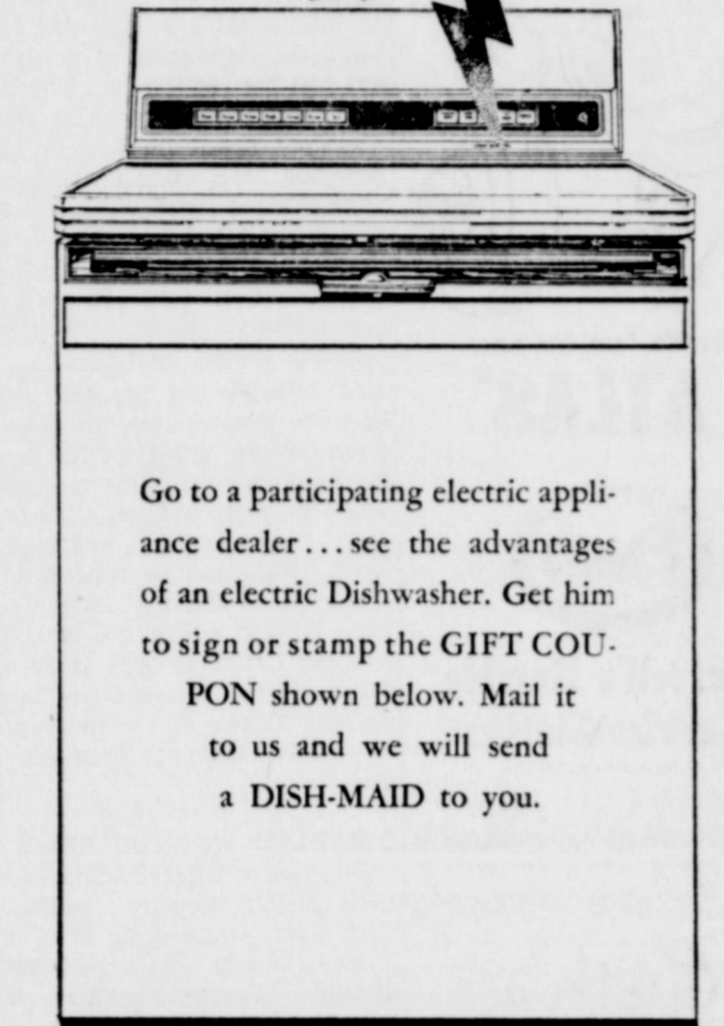 Go to a participating electric appli-
ance dealer...see the advantages
of an electric Dishwasher. Get him
to sign or stamp the GIFT COU-
PON shown below. Mail it
to us and we will send
a DISH-MAID to you.